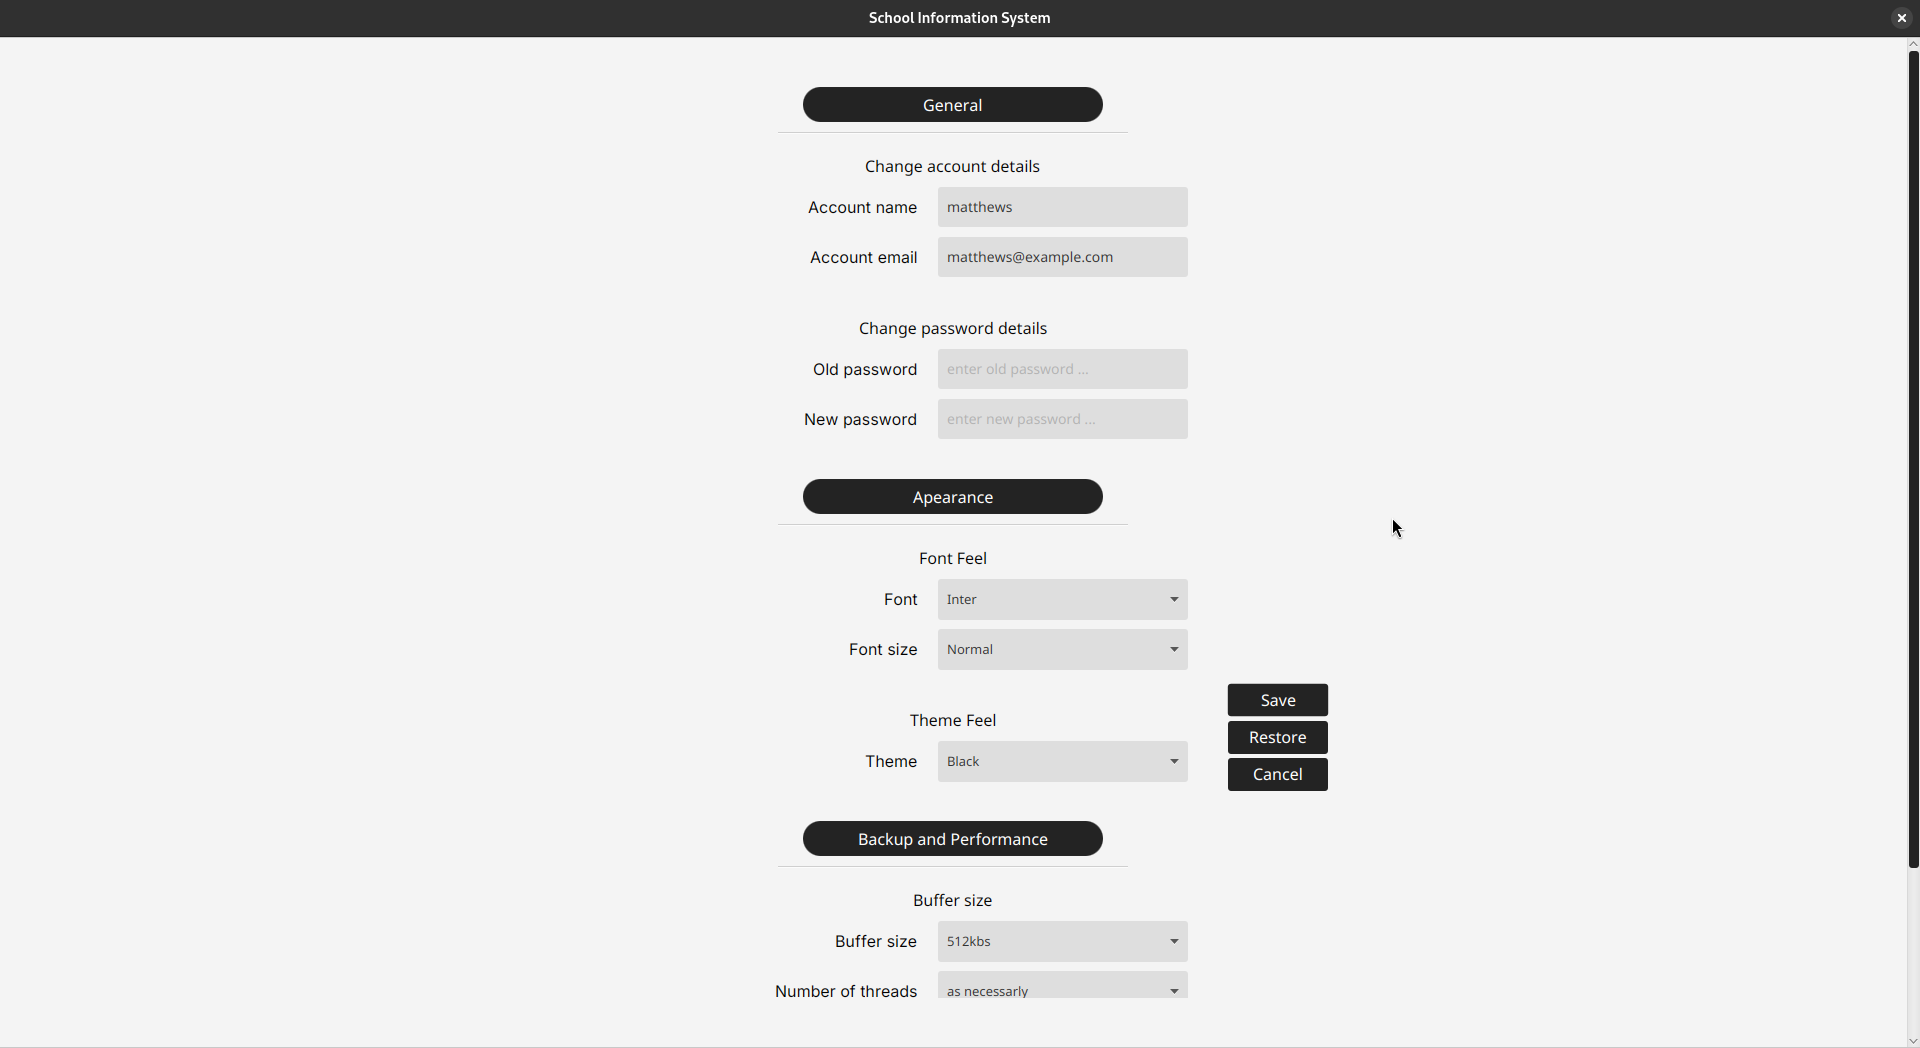 School Information System
General
Change account details
Account name matthews
Account email matthews@example.com
Change password details
Old password enter old password ...
New password enter new password ...
Apearance
Font Feel
Font Inter
Font size Normal
Save
Theme Feel
Restore
Theme Black
Cancel
Backup and Performance
Buffer size
Buffer size 512kbs
Number of threads as necessarly